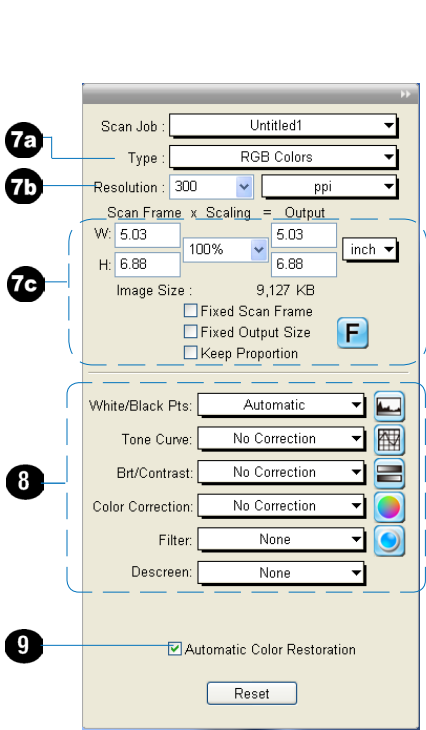 Scan Job : Untitled1
7a
Type : RGB Colors
7b
Resolution : 300 ppi
Scan Frame x Scaling = Output
W: 5.03 100% 5.03 inch
H: 6.88 6.88
7c
Image Size : 9,127 KB
Fixed Scan Frame
Fixed Output Size
F
Keep Proportion
White/Black Pts: Automatic
Tone Curve: No Correction
8
Brt/Contrast: No Correction
Color Correction: No Correction
Filter: None
Descreen: None
9
Automatic Color Restoration
Reset